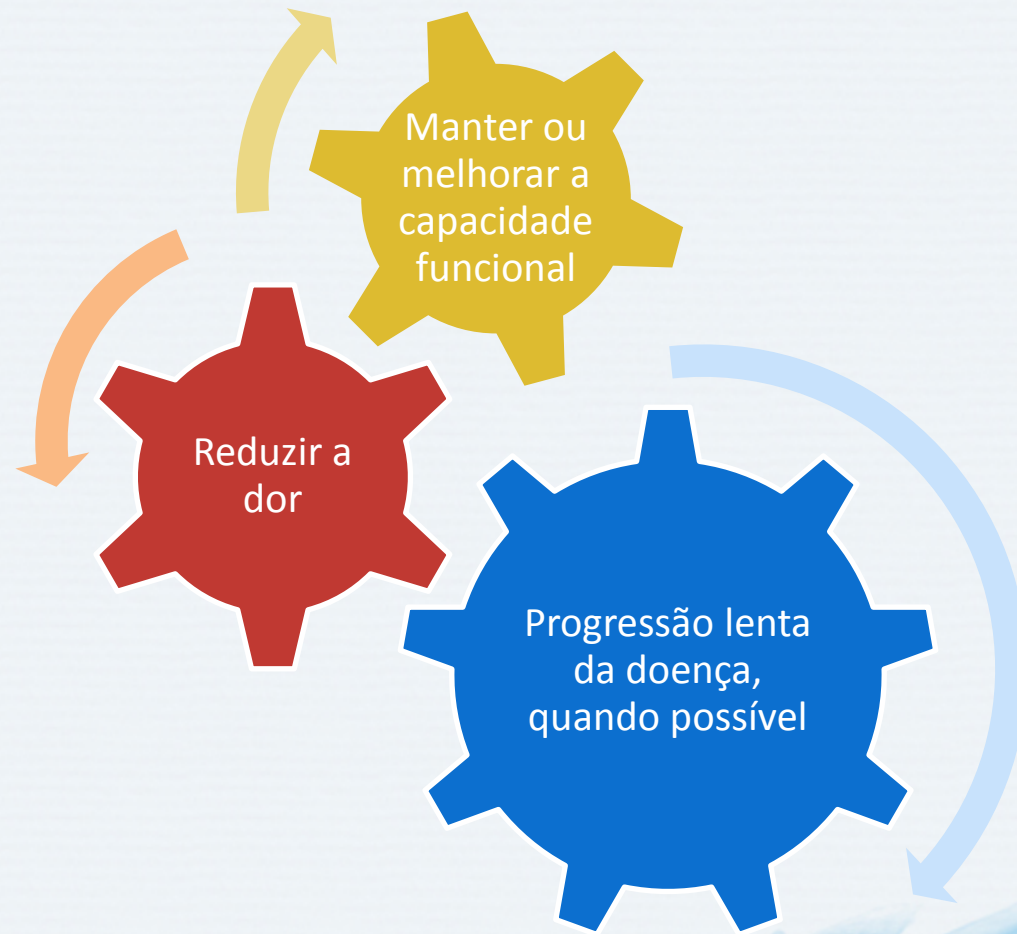 Manter ou
melhorar a
capacidade
funcional
Reduzir a
dor
Progressão lenta
da doença,
quando possível